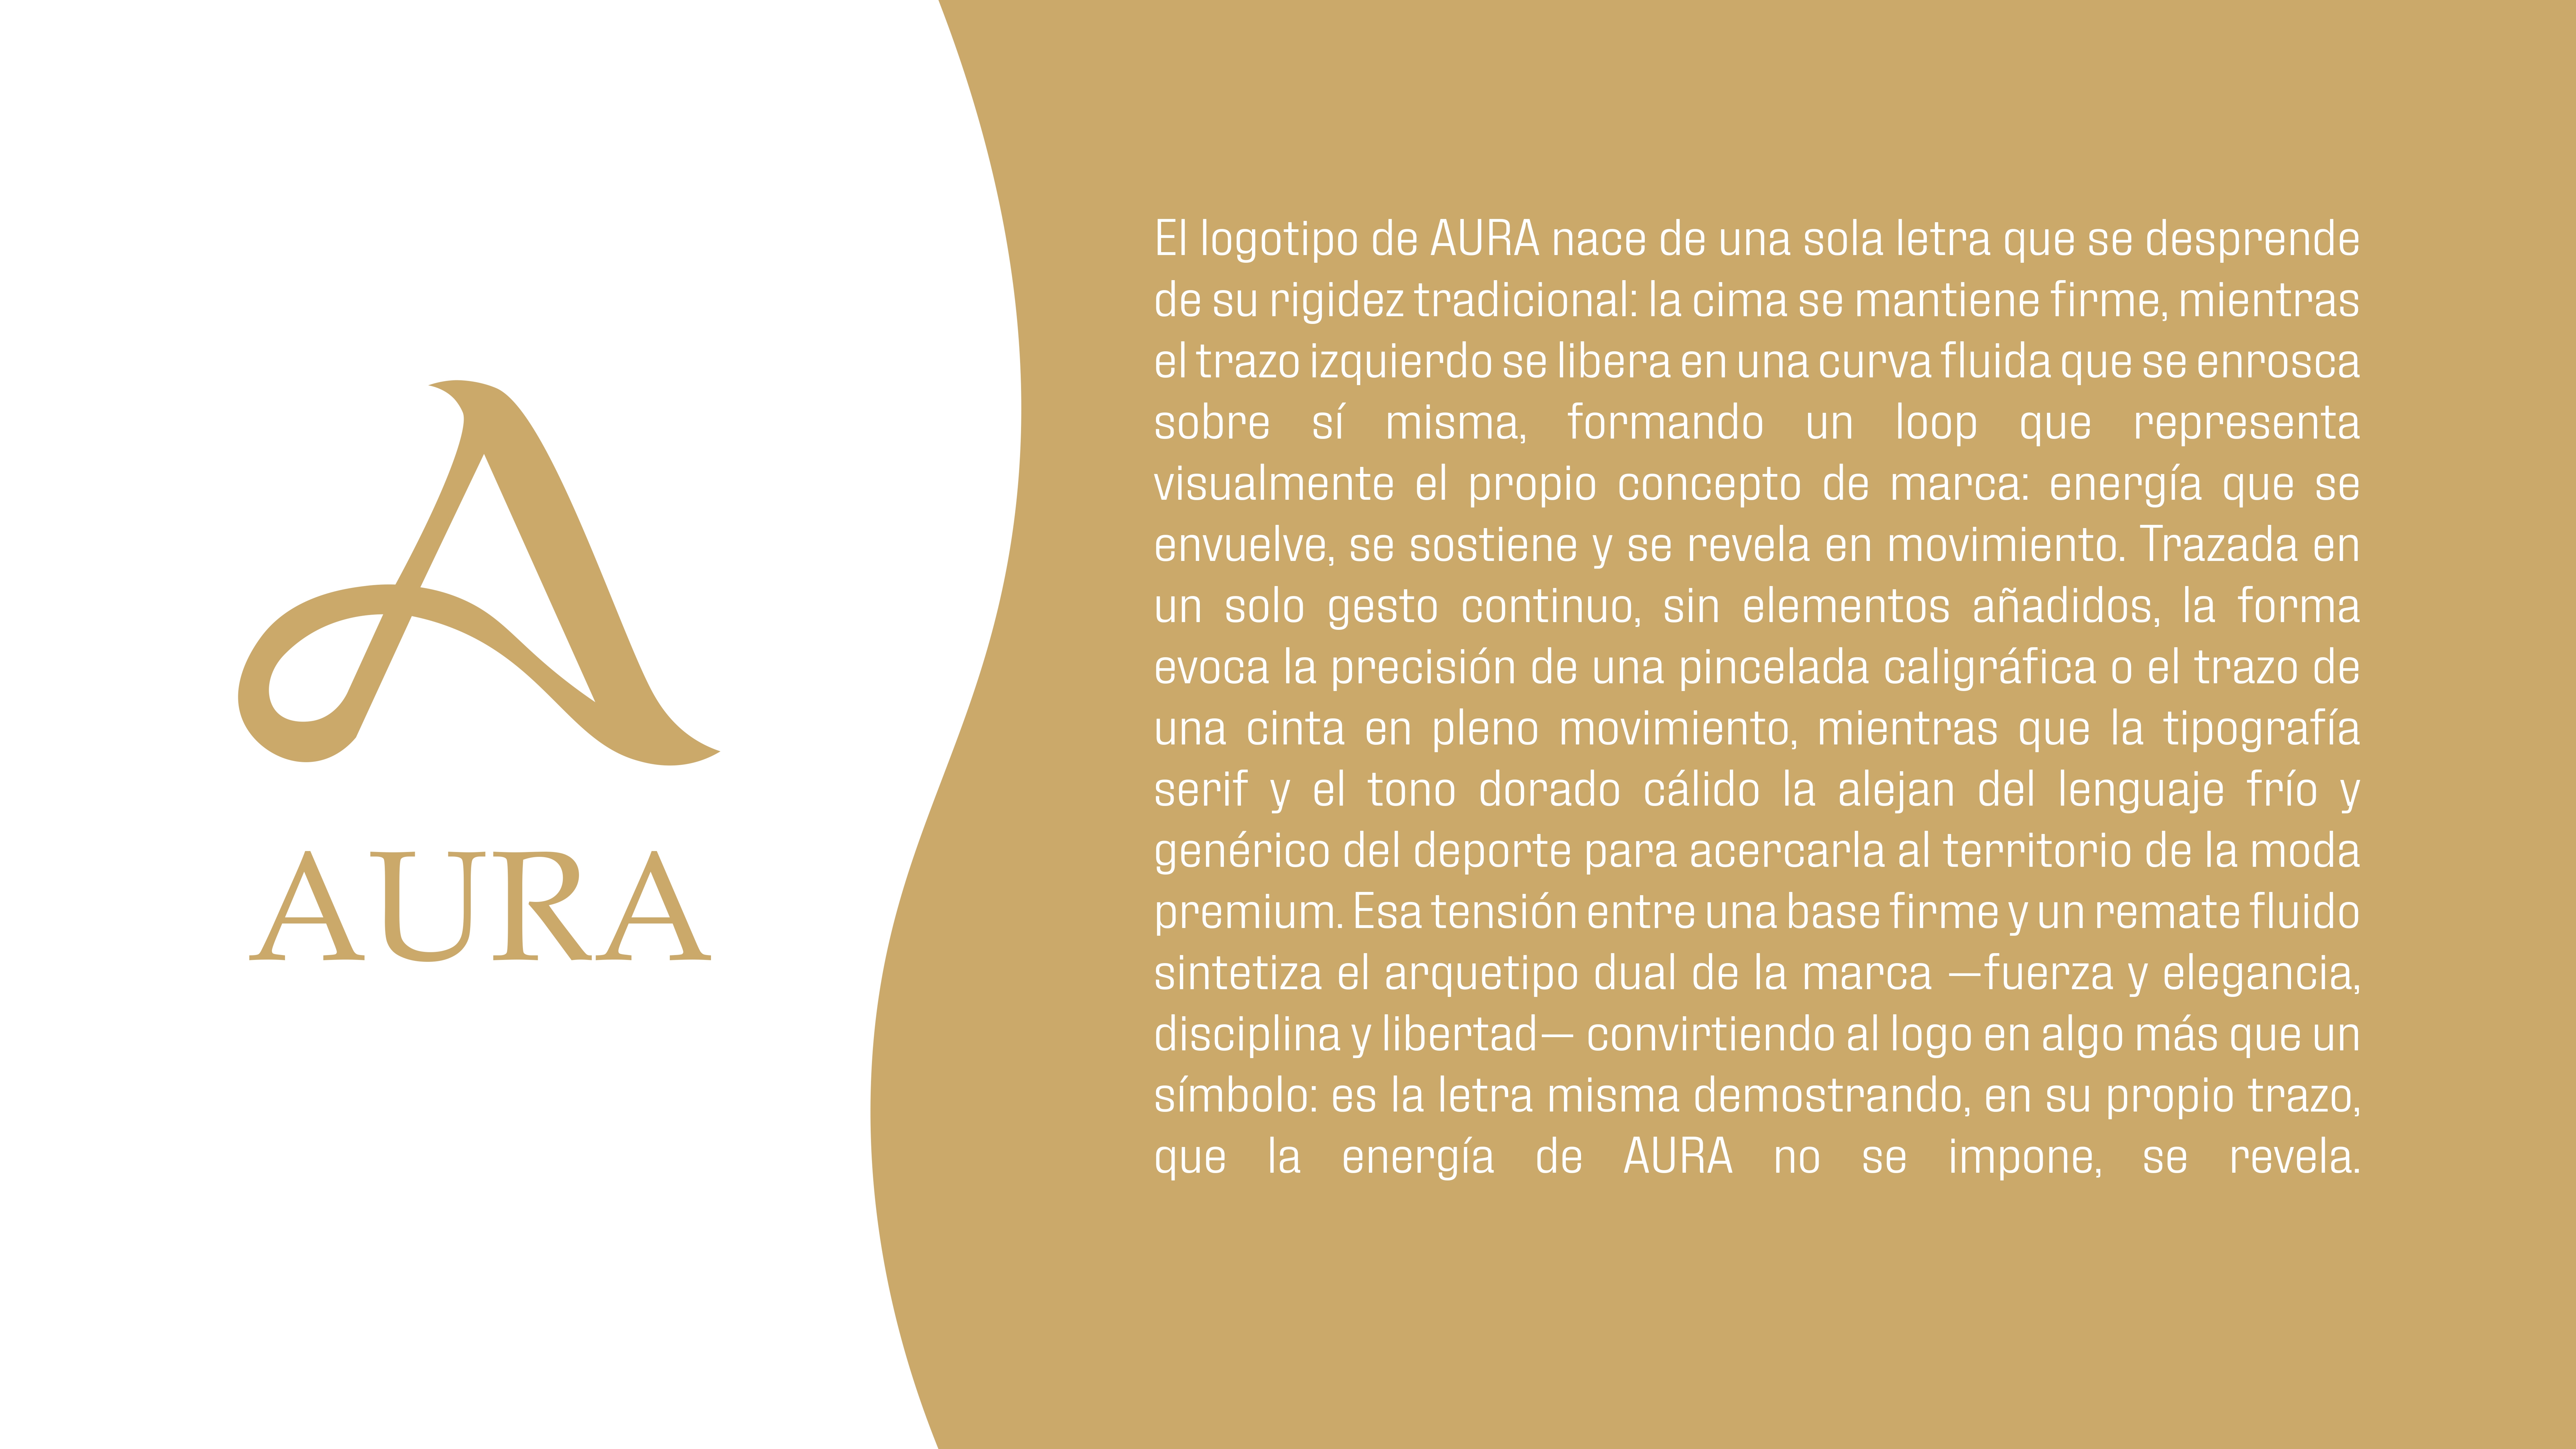 A
AURA
El logotipo de AURA nace de una sola letra que se desprende
de su rigidez tradicional: la cima se mantiene firme, mientras
el trazo izquierdo se libera en una curva fluida que se enrosca
sobre sí misma, formando un loop que representa
visualmente el propio concepto de marca: energía que se
envuelve, se sostiene y se revela en movimiento. Trazada en
un solo gesto continuo, sin elementos añadidos, la forma
evoca la precisión de una pincelada caligráfica o el trazo de
una cinta en pleno movimiento, mientras que la tipografía
serif y el tono dorado cálido la alejan del lenguaje frío y
genérico del deporte para acercarla al territorio de la moda
premium. Esa tensión entre una base firme y un remate fluido
sintetiza el arquetipo dual de la marca —fuerza y elegancia,
disciplina y libertad— convirtiendo al logo en algo más que un
símbolo: es la letra misma demostrando, en su propio trazo,
que la energía de AURA no se impone, se revela.